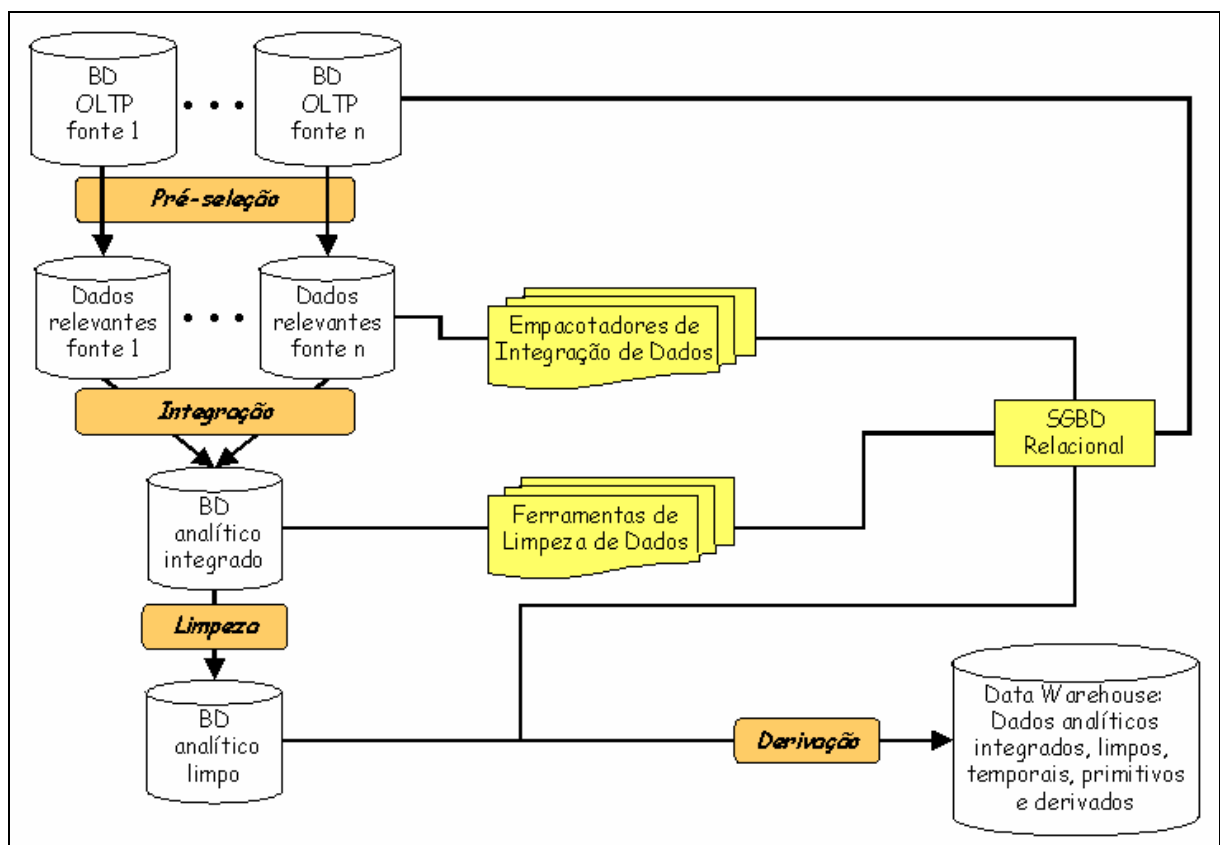 BD
OLTP
fonte 1
• • •
BD
OLTP
fonte n
Pré-seleção
Dados
relevantes
fonte 1
• • •
Dados
relevantes
fonte n
Empacotadores de
Integração de Dados
Integração
SGBD
Relacional
BD
analítico
integrado
Ferramentas de
Limpeza de Dados
Limpeza
BD
analítico
limpo
Derivação
Data Warehouse:
Dados analíticos
integrados, limpos,
temporais, primitivos
e derivados